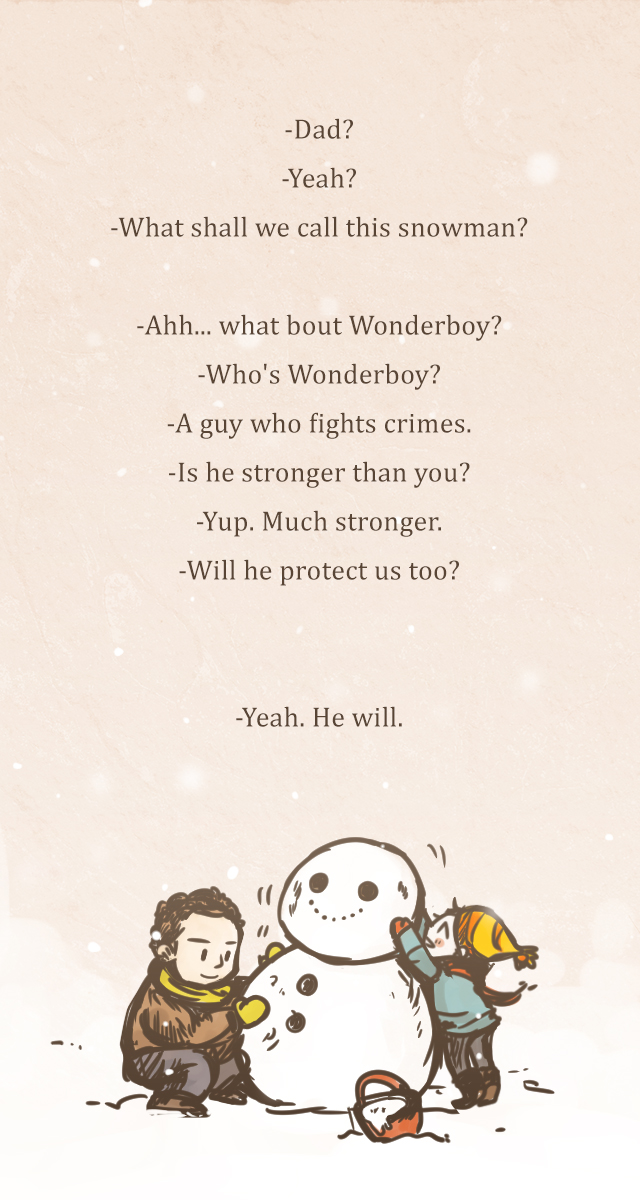 -Dad?
-Yeah?
-What shall we call this snowman?
-Ahh... what bout Wonderboy?
-Who's Wonderboy?
-A guy who fights crimes.
-Is he stronger than you?
-Yup. Much stronger.
-Will he protect us too?
-Yeah. He will.